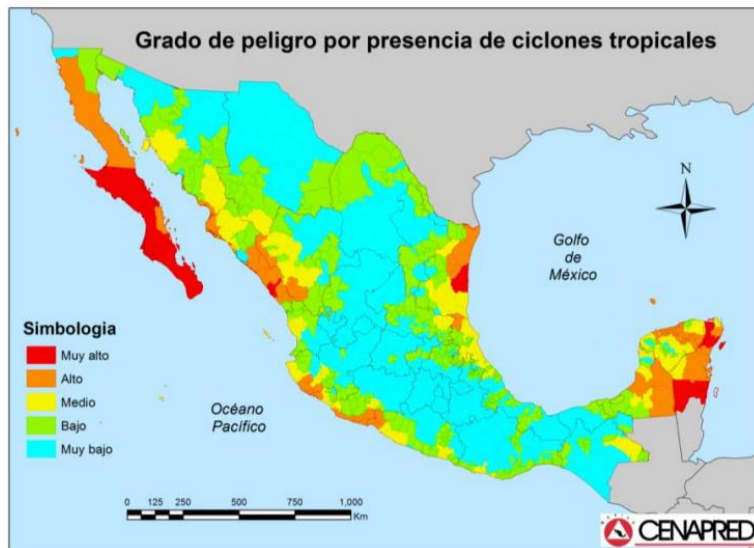 Grado de peligro por presencia de ciclones tropicales
N
Golfo
de
México
Simbologia
Muy alto
Alto
Medio
Bajo
Muy bajo
Océano
Pacífico
0 125 250 500 750 1,000
Km
CENAPRED